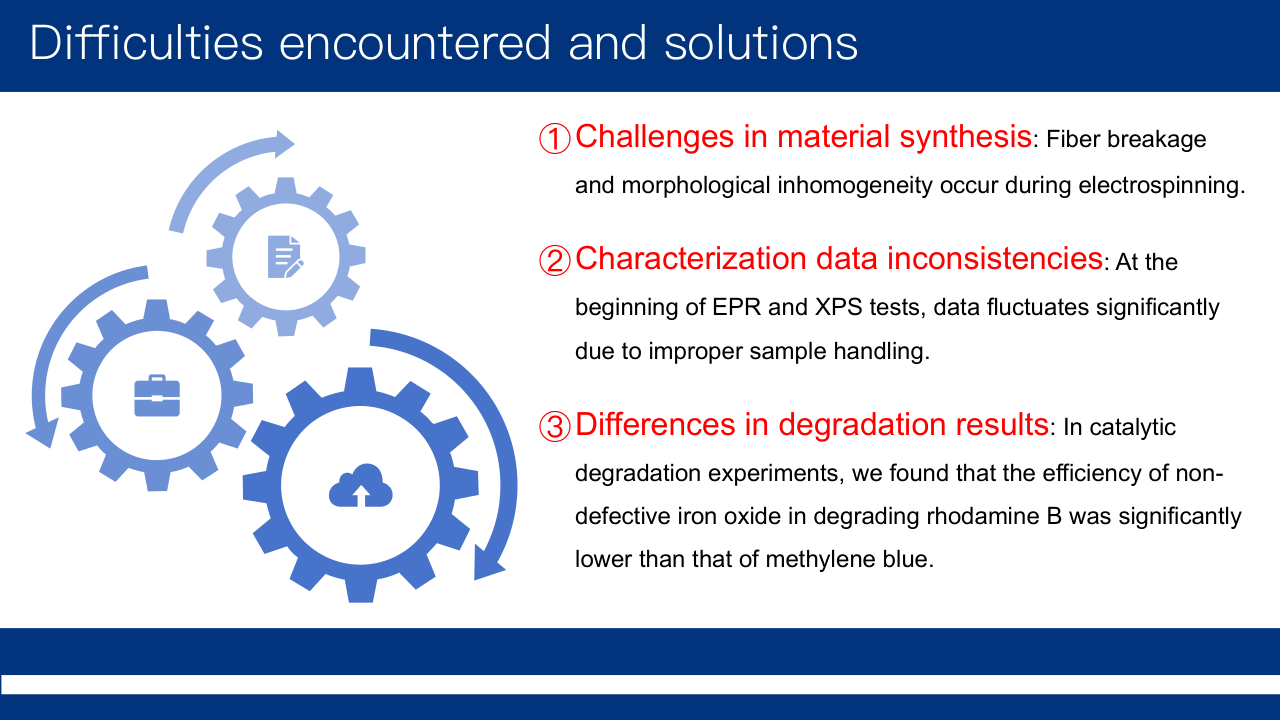 Difficulties encountered and solutions
①Challenges in material synthesis: Fiber breakage
and morphological inhomogeneity occur during electrospinning.
②Characterization data inconsistencies: At the
beginning of EPR and XPS tests, data fluctuates significantly
due to improper sample handling.
③Differences in degradation results: In catalytic
degradation experiments, we found that the efficiency of non-
defective iron oxide in degrading rhodamine B was significantly
lower than that of methylene blue.